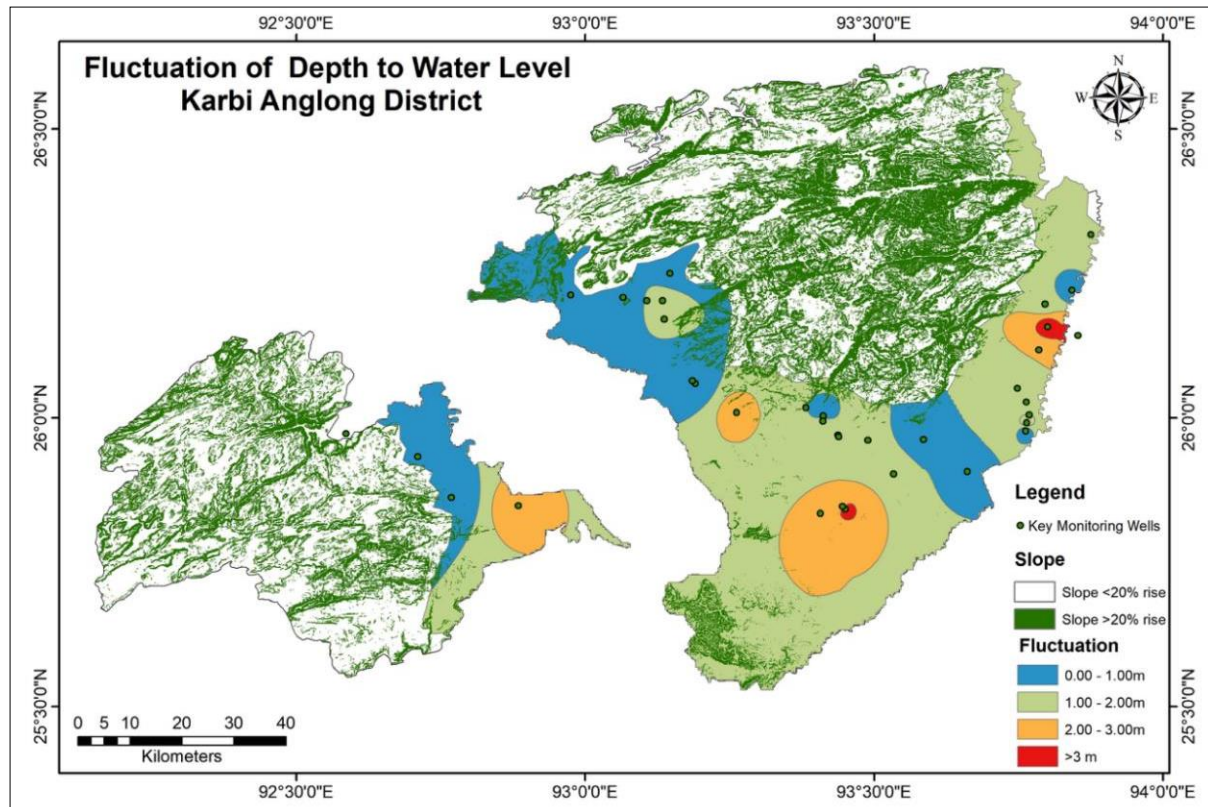 92°30'0"E 93°0'0"E 93°30'0"E 94°0'0"E
Fluctuation of Depth to Water Level
Karbi Anglong District
N
W E
S
26°30'0"N 26°30'0"N
26°0'0"N 26°0'0"N
25°30'0"N 25°30'0"N
Legend
Key Monitoring Wells
Slope
Slope <20% rise
Slope >20% rise
Fluctuation
0.00 - 1.00m
1.00 - 2.00m
2.00 - 3.00m
>3 m
0 5 10 20 30 40
Kilometers
92°30'0"E 93°0'0"E 93°30'0"E 94°0'0"E